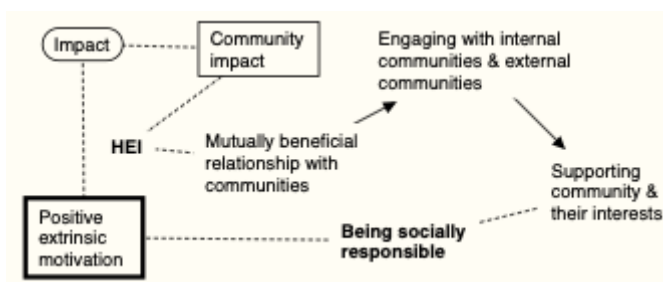 Impact
Community
impact
Engaging with internal
communities & external
communities
HEI
Mutually beneficial
relationship with
communities
Supporting
community &
their interests
Positive
extrinsic
motivation
Being socially
responsible